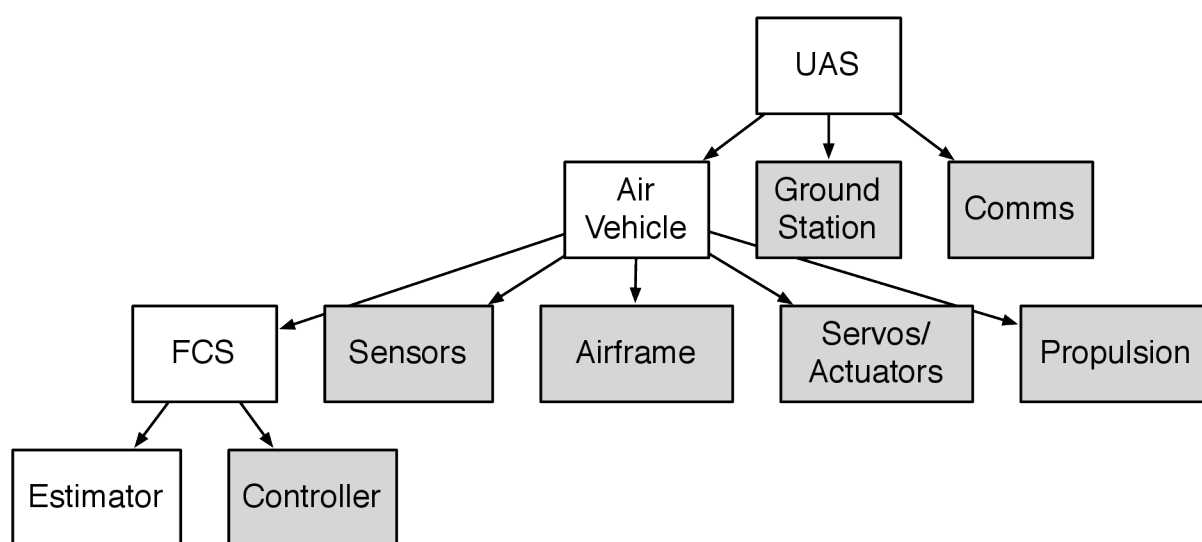 UAS
Air
Vehicle
Ground
Station
Comms
FCS
Sensors
Airframe
Servos/
Actuators
Propulsion
Estimator
Controller